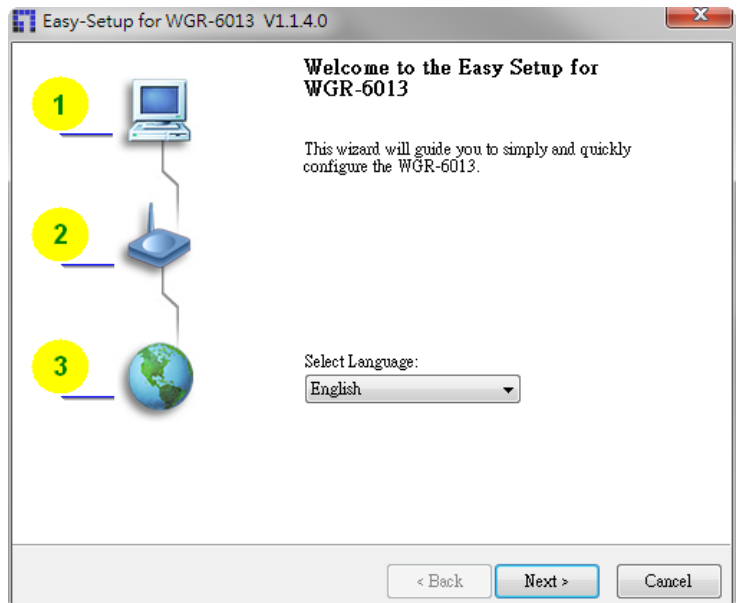 Easy-Setup for WGR-6013 V1.1.4.0
Welcome to the Easy Setup for
WGR-6013
1
This wizard will guide you to simply and quickly
configure the WGR-6013.
2
3
Select Language:
English
< Back
Next >
Cancel